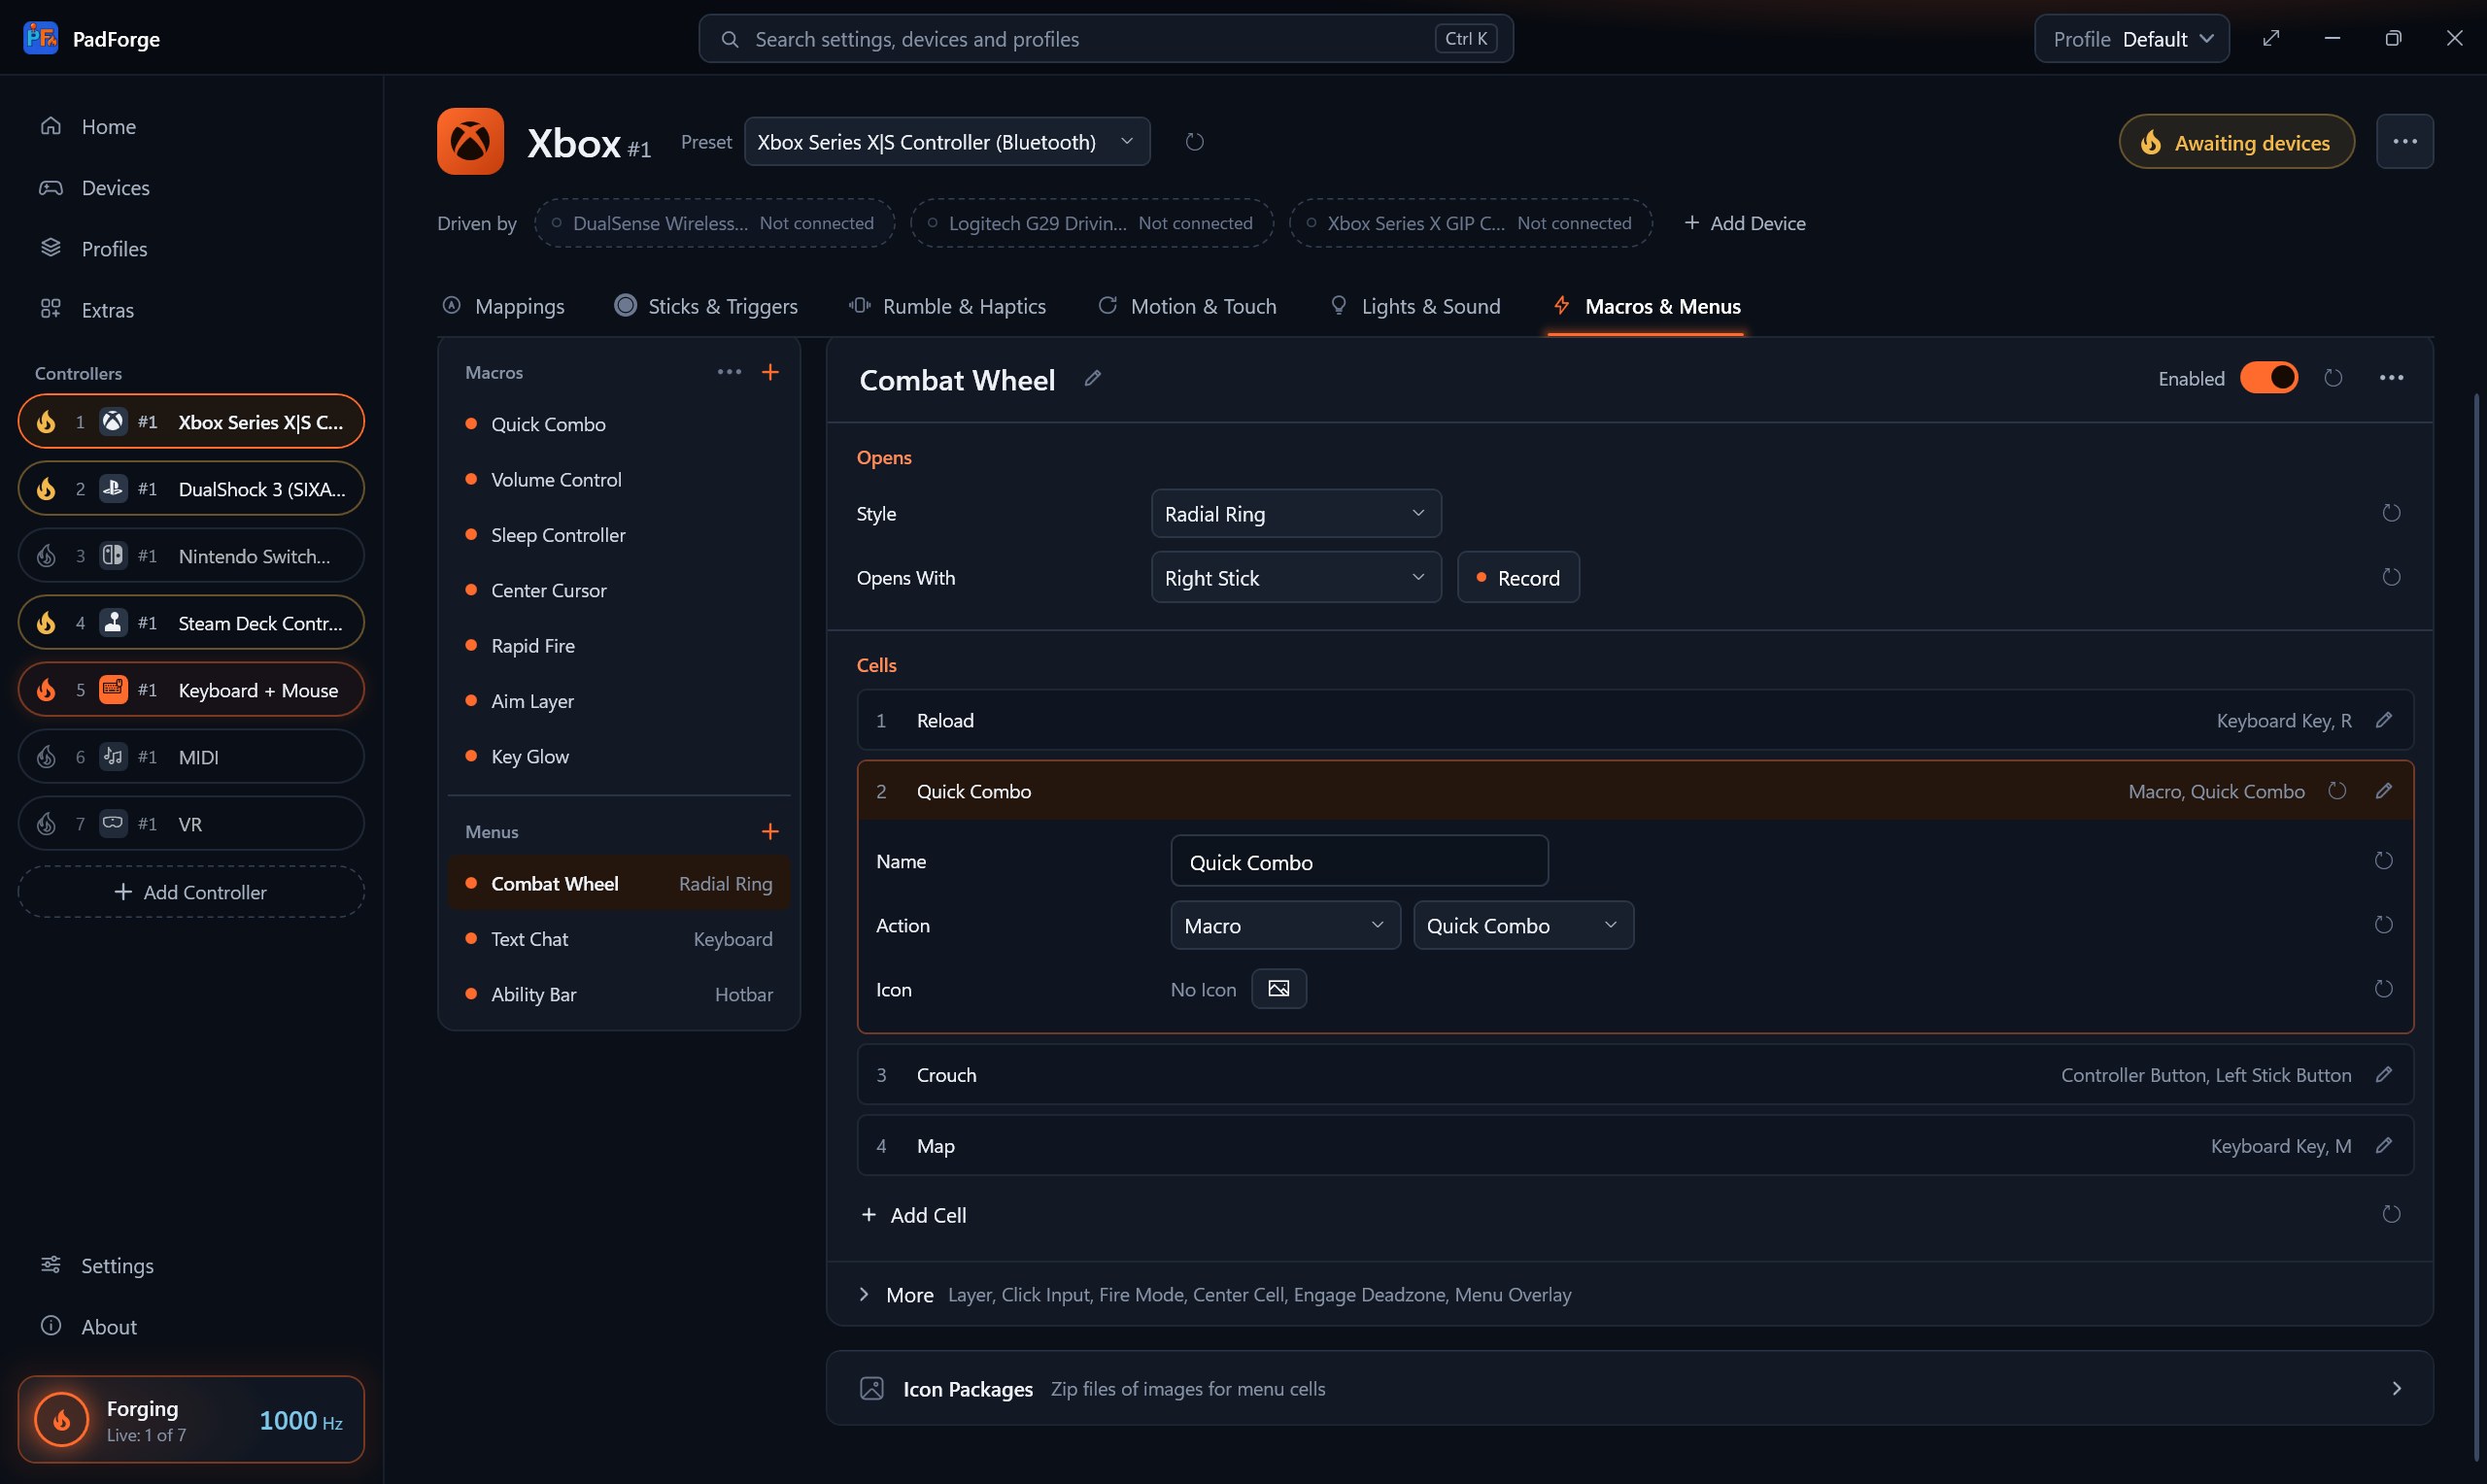 PadForge
Search settings, devices and profiles
Ctrl K
Profile Default
Home
Devices
Profiles
Extras
Controllers
1 #1 Xbox Series X|S C...
2 #1 DualShock 3 (SIXA...
3 #1 Nintendo Switch...
4 #1 Steam Deck Contr...
5 #1 Keyboard + Mouse
6 #1 MIDI
7 #1 VR
+ Add Controller
Settings
About
Forging
Live: 1 of 7
1000 Hz
Xbox #1
Preset
Xbox Series X|S Controller (Bluetooth)
Awaiting devices
Driven by
DualSense Wireless... Not connected
Logitech G29 Drivin... Not connected
Xbox Series X GIP C... Not connected
+ Add Device
Mappings
Sticks & Triggers
Rumble & Haptics
Motion & Touch
Lights & Sound
Macros & Menus
Macros
Quick Combo
Volume Control
Sleep Controller
Center Cursor
Rapid Fire
Aim Layer
Key Glow
Menus
Combat Wheel Radial Ring
Text Chat Keyboard
Ability Bar Hotbar
Combat Wheel
Enabled
Opens
Style Radial Ring
Opens With Right Stick Record
Cells
1 Reload Keyboard Key, R
2 Quick Combo Macro, Quick Combo
Name Quick Combo
Action Macro Quick Combo
Icon No Icon
3 Crouch Controller Button, Left Stick Button
4 Map Keyboard Key, M
+ Add Cell
More Layer, Click Input, Fire Mode, Center Cell, Engage Deadzone, Menu Overlay
Icon Packages Zip files of images for menu cells